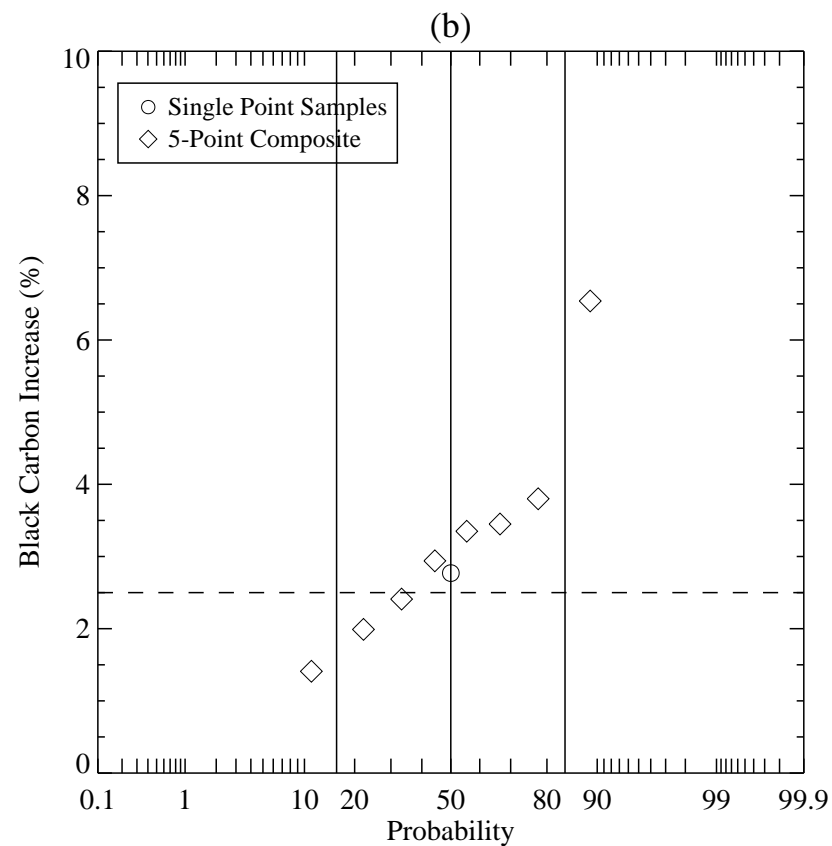 (b)
Single Point Samples
5-Point Composite
10
8
6
4
2
0
Black Carbon Increase (%)
0.1 1 10 20 50 80 90 99 99.9
Probability